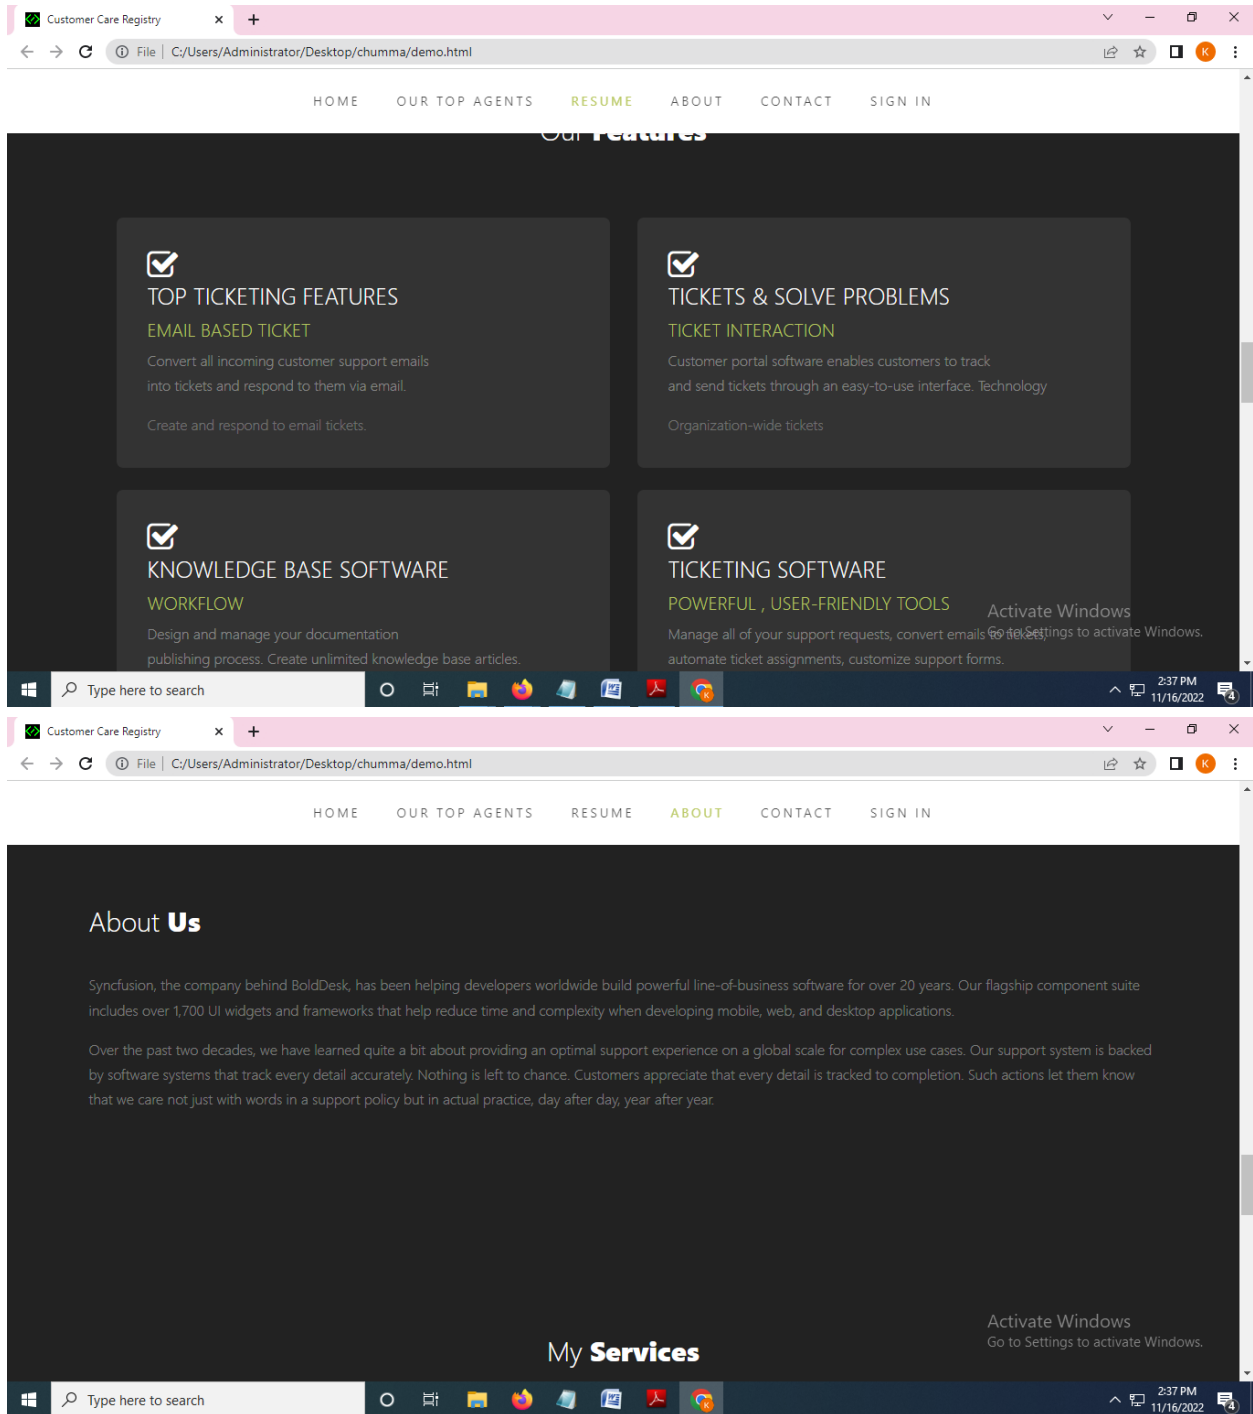 Customer Care Registry
File | C:/Users/Administrator/Desktop/chumma/demo.html
K
HOME OUR TOP AGENTS RESUME ABOUT CONTACT SIGN IN
Our Features
TOP TICKETING FEATURES
EMAIL BASED TICKET
Convert all incoming customer support emails
into tickets and respond to them via email.
Create and respond to email tickets.
TICKETS & SOLVE PROBLEMS
TICKET INTERACTION
Customer portal software enables customers to track
and send tickets through an easy-to-use interface. Technology
Organization-wide tickets
KNOWLEDGE BASE SOFTWARE
WORKFLOW
Design and manage your documentation
publishing process. Create unlimited knowledge base articles.
TICKETING SOFTWARE
POWERFUL , USER-FRIENDLY TOOLS
Manage all of your support requests, convert emails to tickets,
automate ticket assignments, customize support forms.
Activate Windows
Go to Settings to activate Windows.
Type here to search
2:37 PM
11/16/2022
4
Customer Care Registry
File | C:/Users/Administrator/Desktop/chumma/demo.html
K
HOME OUR TOP AGENTS RESUME ABOUT CONTACT SIGN IN
About Us
Syncfusion, the company behind BoldDesk, has been helping developers worldwide build powerful line-of-business software for over 20 years. Our flagship component suite
includes over 1,700 UI widgets and frameworks that help reduce time and complexity when developing mobile, web, and desktop applications.
Over the past two decades, we have learned quite a bit about providing an optimal support experience on a global scale for complex use cases. Our support system is backed
by software systems that track every detail accurately. Nothing is left to chance. Customers appreciate that every detail is tracked to completion. Such actions let them know
that we care not just with words in a support policy but in actual practice, day after day, year after year.
My Services
Activate Windows
Go to Settings to activate Windows.
Type here to search
2:37 PM
11/16/2022
4